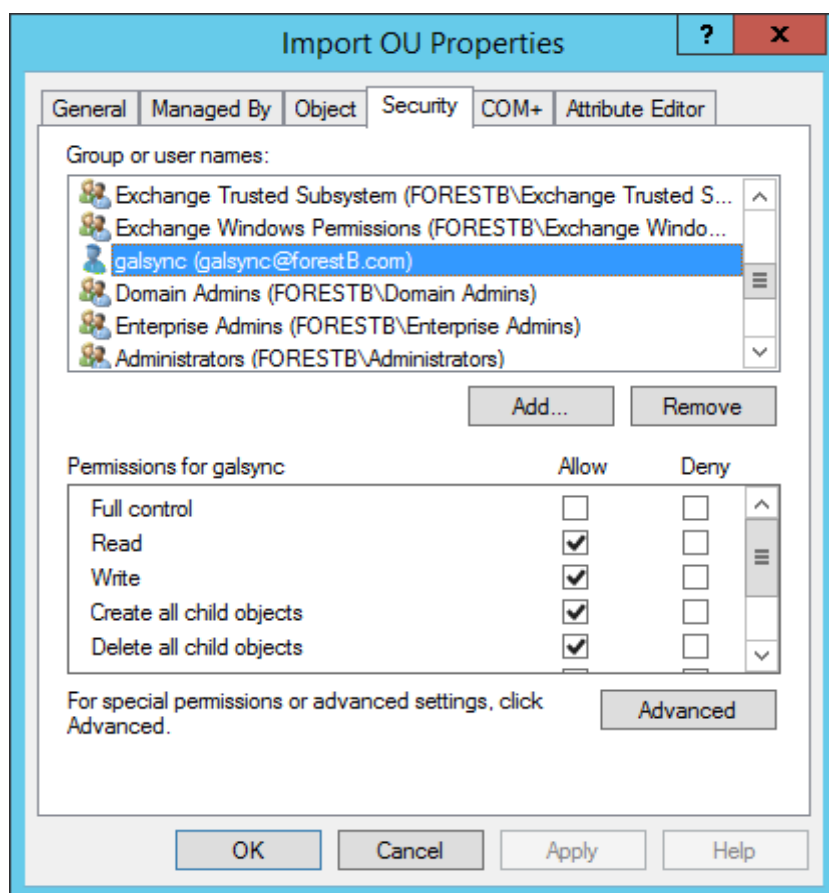 Import OU Properties
?
x
General
Managed By
Object
Security
COM+
Attribute Editor
Group or user names:
Exchange Trusted Subsystem (FORESTB\Exchange Trusted S...
Exchange Windows Permissions (FORESTB\Exchange Windo...
galsync (galsync@forestB.com)
Domain Admins (FORESTB\Domain Admins)
Enterprise Admins (FORESTB\Enterprise Admins)
Administrators (FORESTB\Administrators)
Add...
Remove
Permissions for galsync
Allow
Deny
Full control
Read
Write
Create all child objects
Delete all child objects
For special permissions or advanced settings, click
Advanced.
Advanced
OK
Cancel
Apply
Help